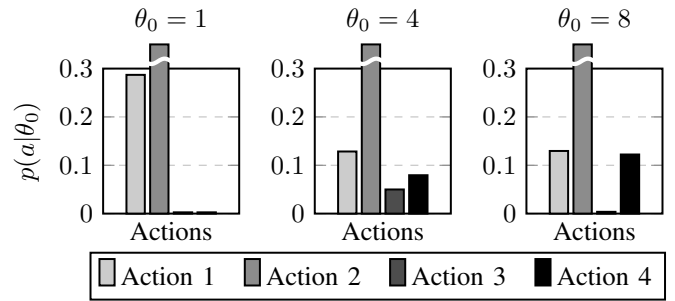 θ₀ = 1
θ₀ = 4
θ₀ = 8
p(a|θ₀)
0.3
0.2
0.1
0
Actions
0.3
0.2
0.1
0
Actions
0.3
0.2
0.1
0
Actions
Action 1 Action 2 Action 3 Action 4